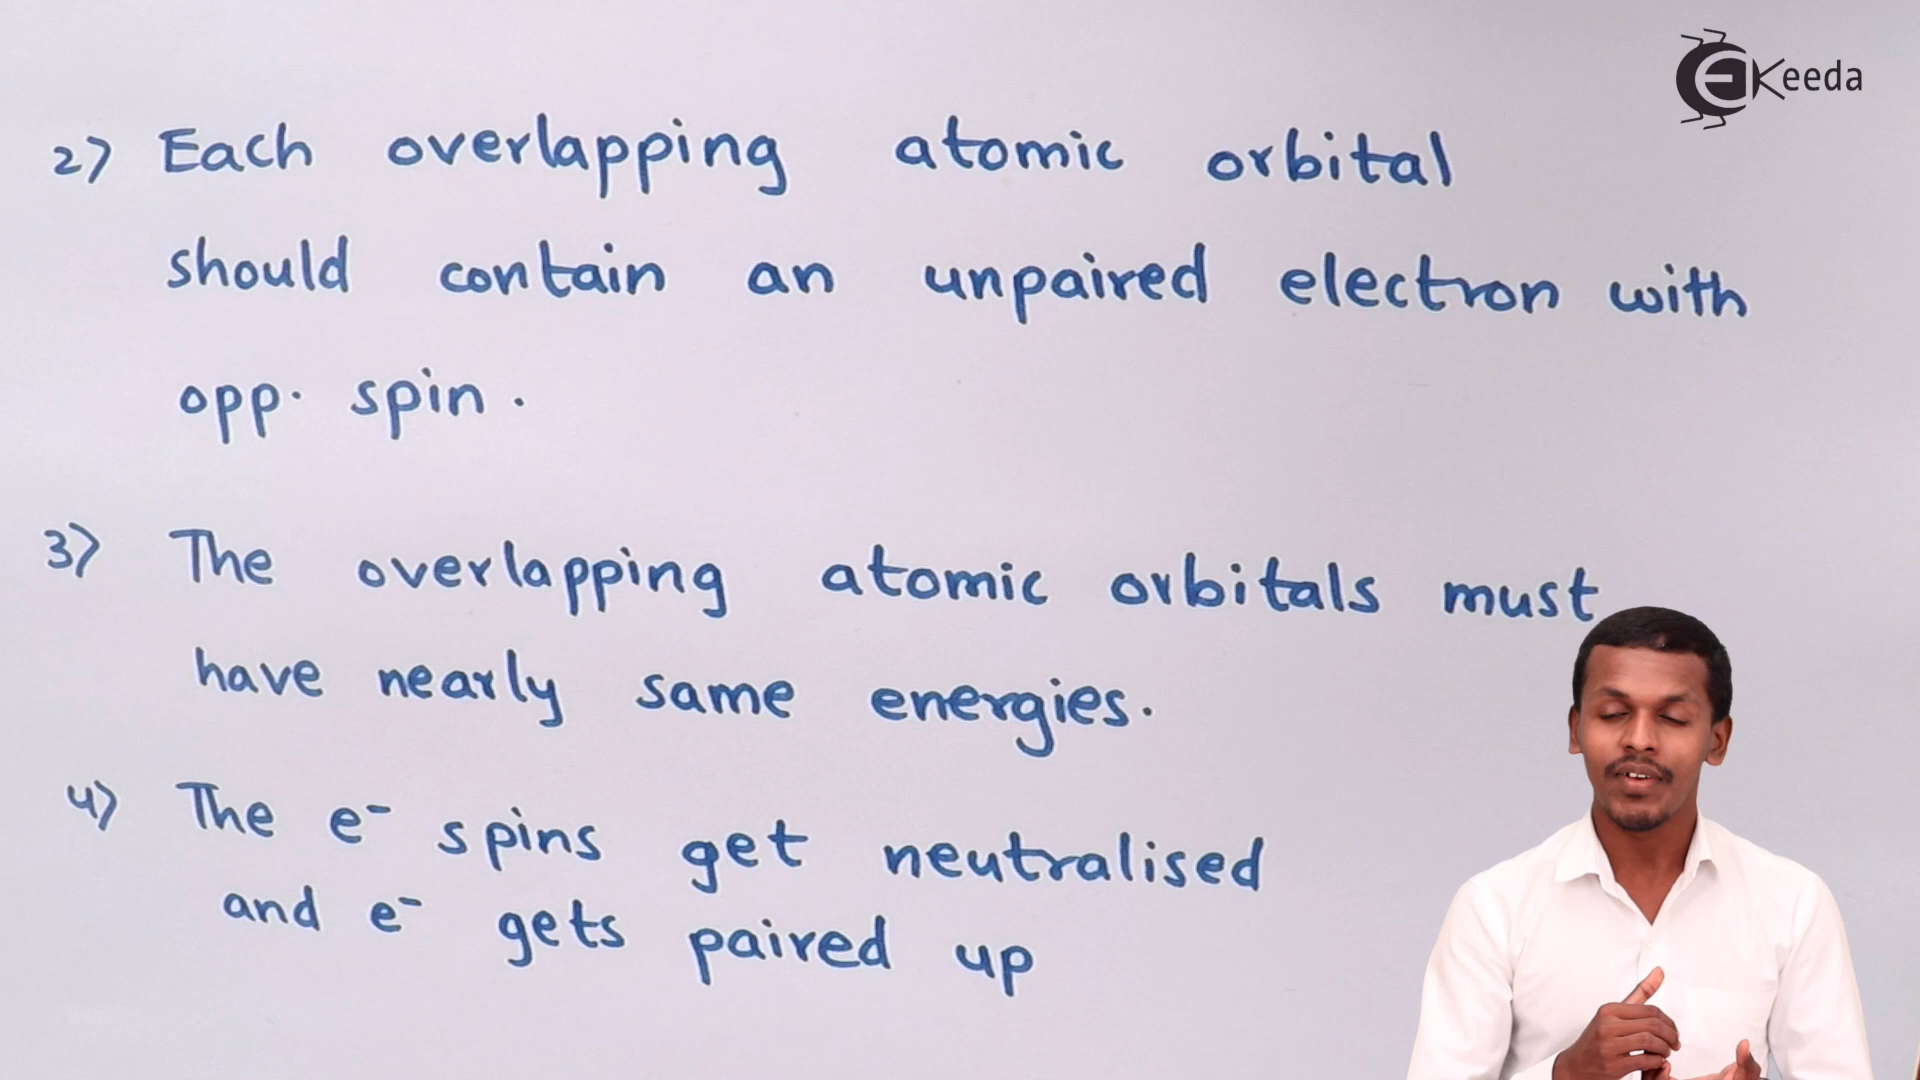 EKeeda
2) Each overlapping atomic orbital
should contain an unpaired electron with
opp. spin.
3) The overlapping atomic orbitals must
have nearly same energies.
4) The e⁻ spins get neutralised
and e⁻ gets paired up